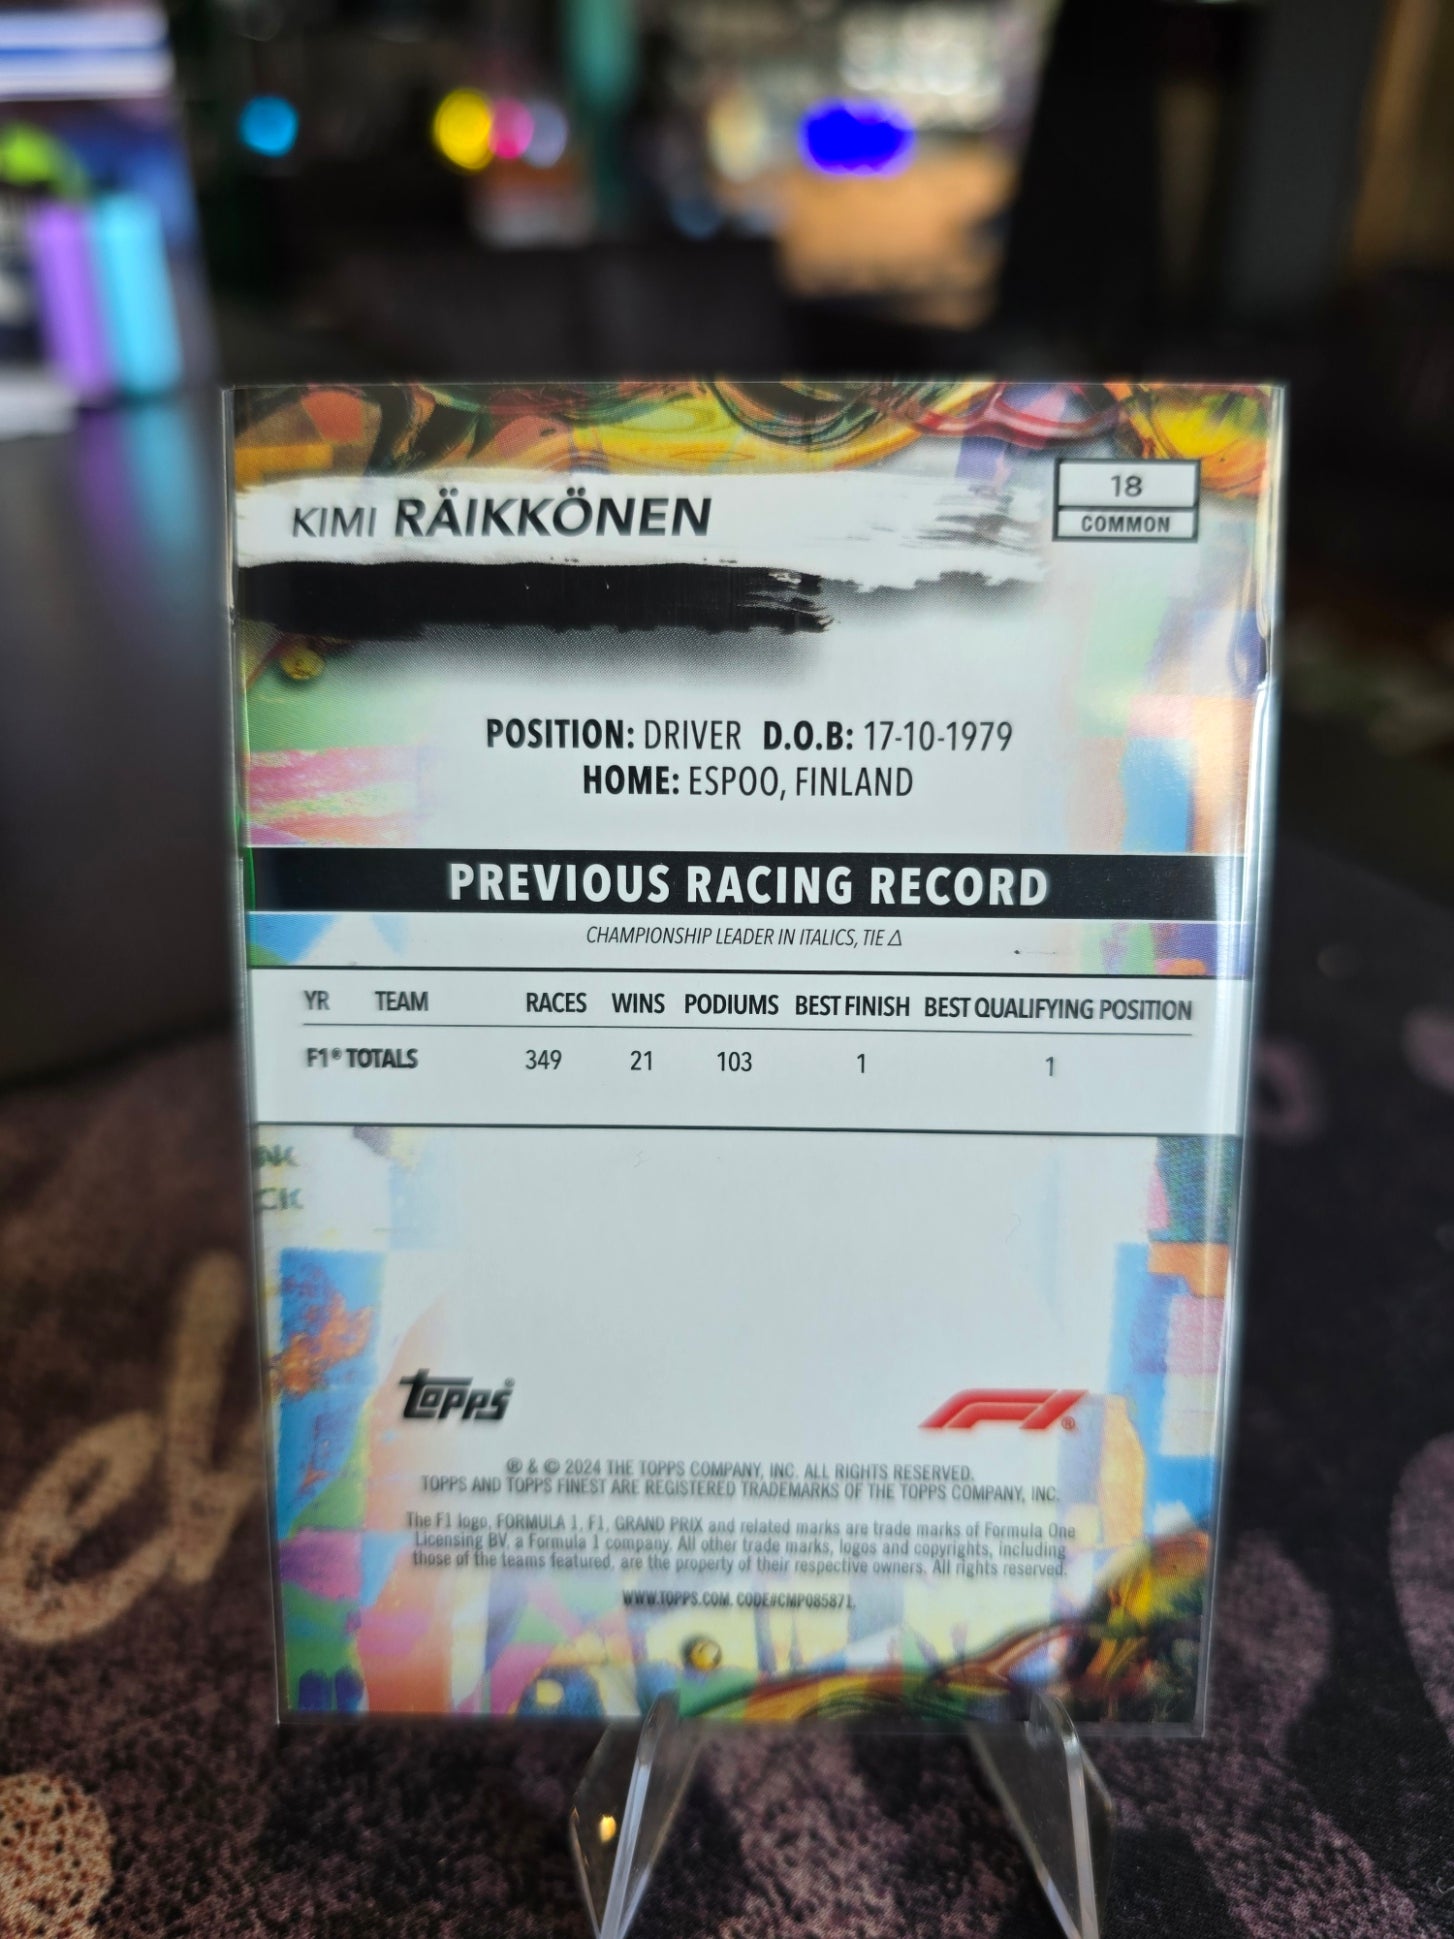 KIMI RÄIKKÖNEN
18
COMMON
POSITION: DRIVER D.O.B: 17-10-1979
HOME: ESPOO, FINLAND
PREVIOUS RACING RECORD
CHAMPIONSHIP LEADER IN ITALICS, TIE △
YR TEAM RACES WINS PODIUMS BEST FINISH BEST QUALIFYING POSITION
F1® TOTALS 349 21 103 1 1
TOPPS®
F1®
® & © 2024 THE TOPPS COMPANY, INC. ALL RIGHTS RESERVED.
TOPPS AND TOPPS FINEST ARE REGISTERED TRADEMARKS OF THE TOPPS COMPANY, INC.
The F1 logo, FORMULA 1, F1, GRAND PRIX and related marks are trade marks of Formula One
Licensing BV, a Formula 1 company. All other trade marks, logos and copyrights, including
those of the teams featured, are the property of their respective owners. All rights reserved.
WWW.TOPPS.COM. CODE#CMP085871.